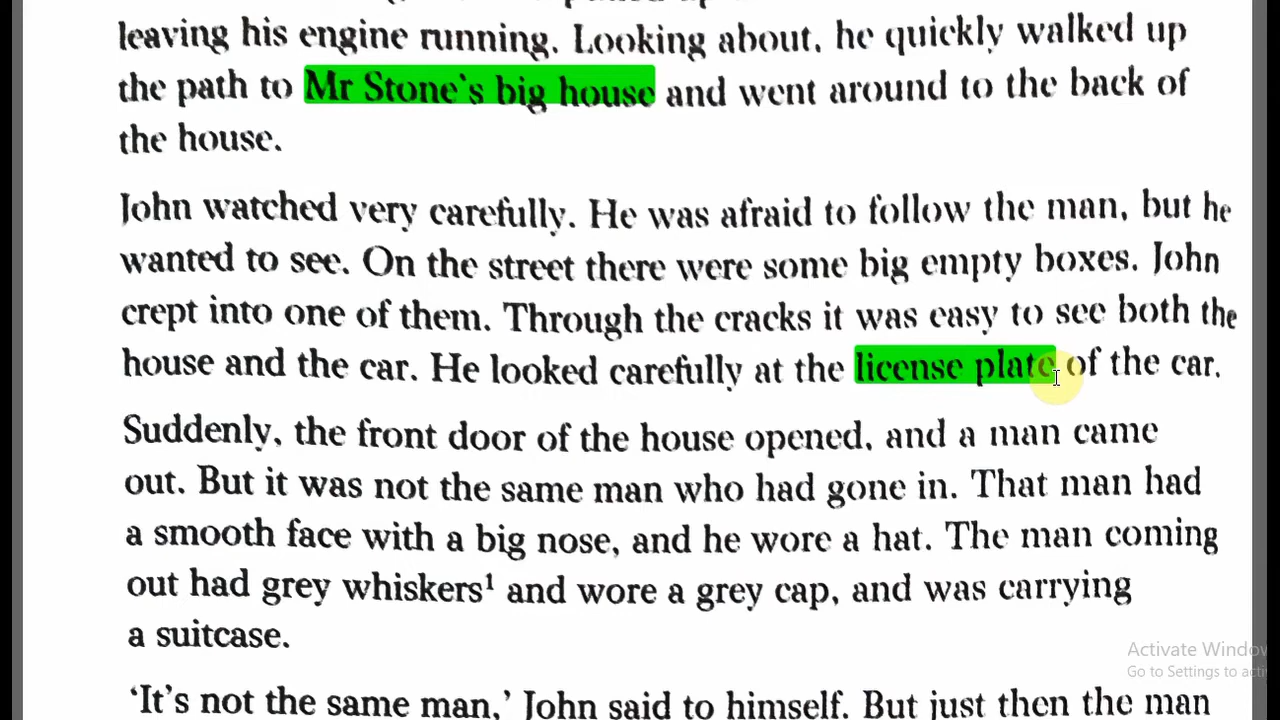 leaving his engine running. Looking about, he quickly walked up
the path to Mr Stone's big house and went around to the back of
the house.
John watched very carefully. He was afraid to follow the man, but he
wanted to see. On the street there were some big empty boxes. John
crept into one of them. Through the cracks it was easy to see both the
house and the car. He looked carefully at the license plate of the car.
Suddenly, the front door of the house opened, and a man came
out. But it was not the same man who had gone in. That man had
a smooth face with a big nose, and he wore a hat. The man coming
out had grey whiskers¹ and wore a grey cap, and was carrying
a suitcase.
'It's not the same man,' John said to himself. But just then the man
Activate Windo
Go to Settings to acti